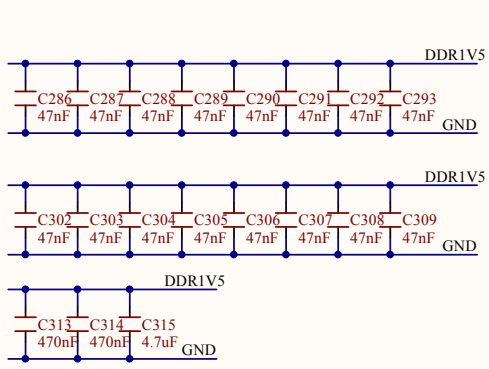 DDR1V5
C286 C287 C288 C289 C290 C291 C292 C293
47nF 47nF 47nF 47nF 47nF 47nF 47nF 47nF
GND
DDR1V5
C302 C303 C304 C305 C306 C307 C308 C309
47nF 47nF 47nF 47nF 47nF 47nF 47nF 47nF
GND
DDR1V5
C313 C314 C315
470nF 470nF 4.7uF
GND